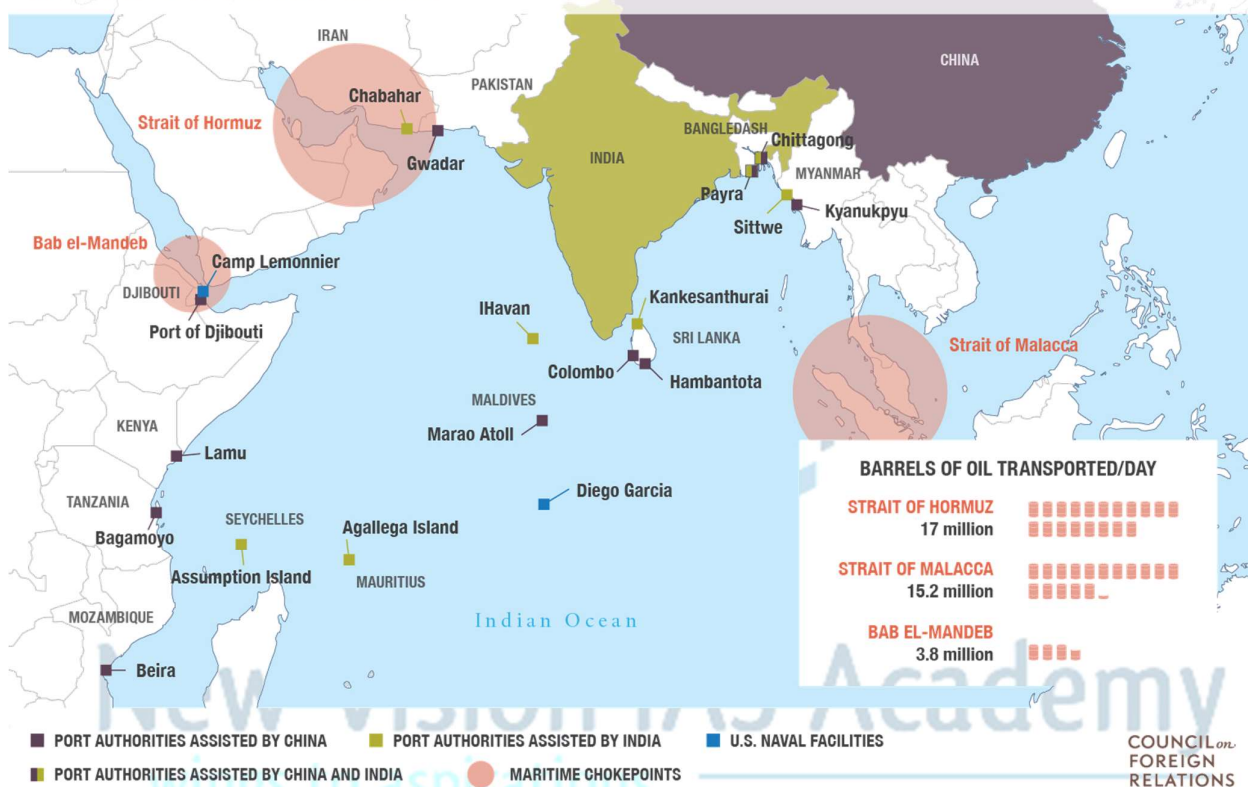 IRAN
CHINA
PAKISTAN
Chabahar
Strait of Hormuz
BANGLEDASH
Chittagong
Gwadar
INDIA
MYANMAR
Payra
Kyanukpyu
Sittwe
Bab el-Mandeb
Camp Lemonnier
DJIBOUTI
Port of Djibouti
IHavan
Kankesanthurai
SRI LANKA
Strait of Malacca
Colombo
Hambantota
MALDIVES
Marao Atoll
KENYA
Lamu
TANZANIA
Diego Garcia
Bagamoyo
SEYCHELLES
Agallega Island
Assumption Island
MAURITIUS
MOZAMBIQUE
Indian Ocean
Beira
BARRELS OF OIL TRANSPORTED/DAY
STRAIT OF HORMUZ
17 million
STRAIT OF MALACCA
15.2 million
BAB EL-MANDEB
3.8 million
New Vision IAS Academy
PORT AUTHORITIES ASSISTED BY CHINA
PORT AUTHORITIES ASSISTED BY INDIA
U.S. NAVAL FACILITIES
PORT AUTHORITIES ASSISTED BY CHINA AND INDIA
MARITIME CHOKEPOINTS
COUNCIL on
FOREIGN
RELATIONS